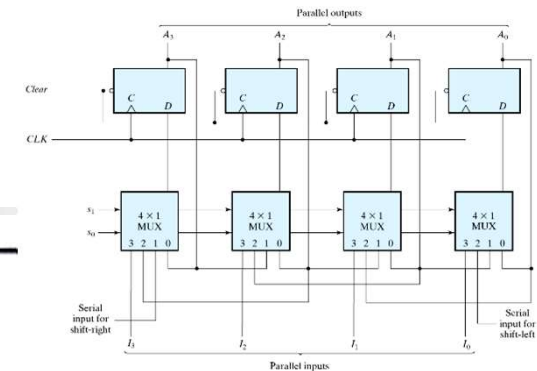 Parallel outputs
A3 A2 A1 A0
Clear
C D C D C D C D
CLK
s1
s0
4 × 1 MUX 4 × 1 MUX 4 × 1 MUX 4 × 1 MUX
3 2 1 0 3 2 1 0 3 2 1 0 3 2 1 0
Serial input for shift-right
Serial input for shift-left
I3 I2 I1 I0
Parallel inputs